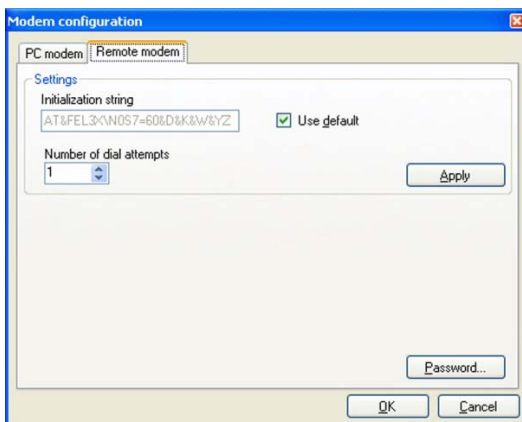 Modem configuration
PC modem Remote modem
Settings
Initialization string
AT&FEL3X\N0S7=60&D&K&W&YZ Use default
Number of dial attempts
1
Apply
Password...
OK Cancel